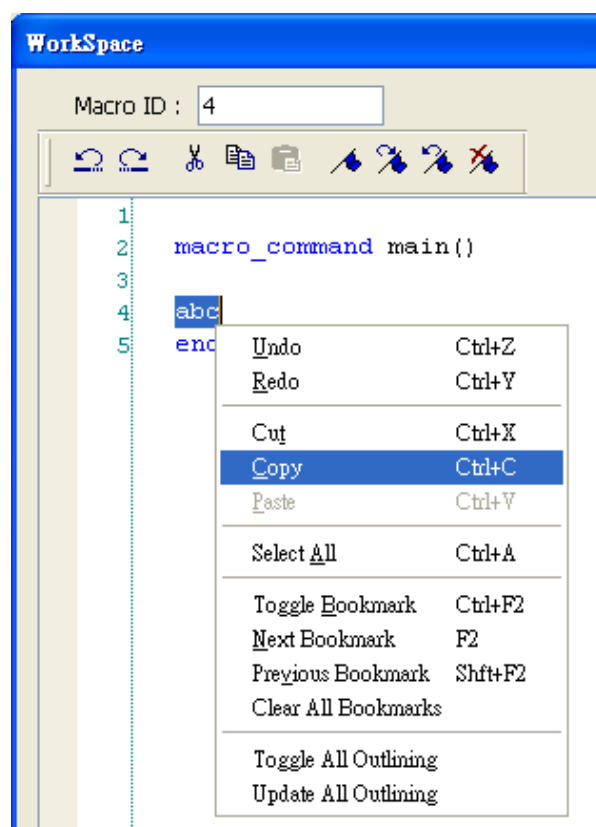 WorkSpace
Macro ID : 4
1
2 macro_command main()
3
4 abc
5 enc
Undo Ctrl+Z
Redo Ctrl+Y
Cut Ctrl+X
Copy Ctrl+C
Paste Ctrl+V
Select All Ctrl+A
Toggle Bookmark Ctrl+F2
Next Bookmark F2
Previous Bookmark Shft+F2
Clear All Bookmarks
Toggle All Outlining
Update All Outlining